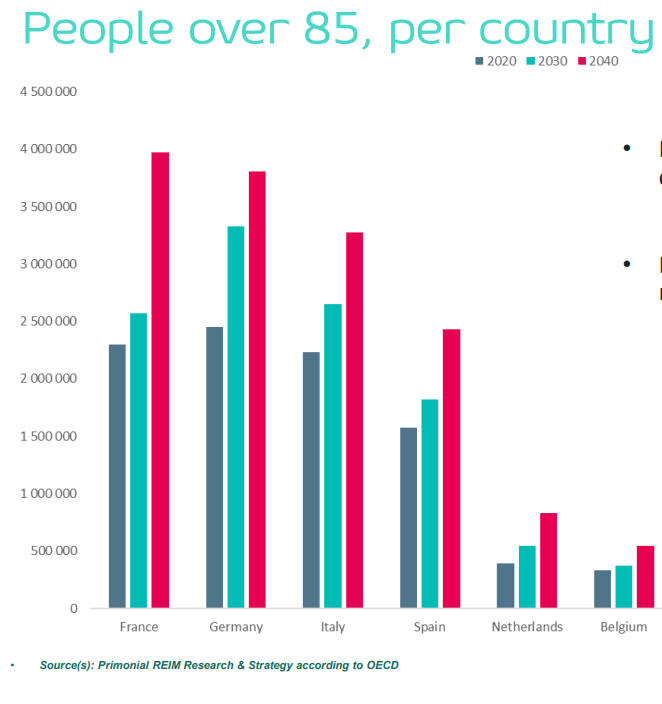 People over 85, per country
2020 2030 2040
4 500 000
4 000 000
3 500 000
3 000 000
2 500 000
2 000 000
1 500 000
1 000 000
500 000
0
France Germany Italy Spain Netherlands Belgium
• Source(s): Primonial REIM Research & Strategy according to OECD